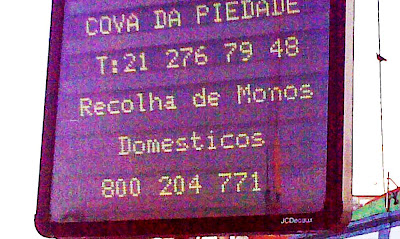 COVA DA PIEDADE
T:21 276 79 48
Recolha de Monos
Domesticos
800 204 771
JCDecaux